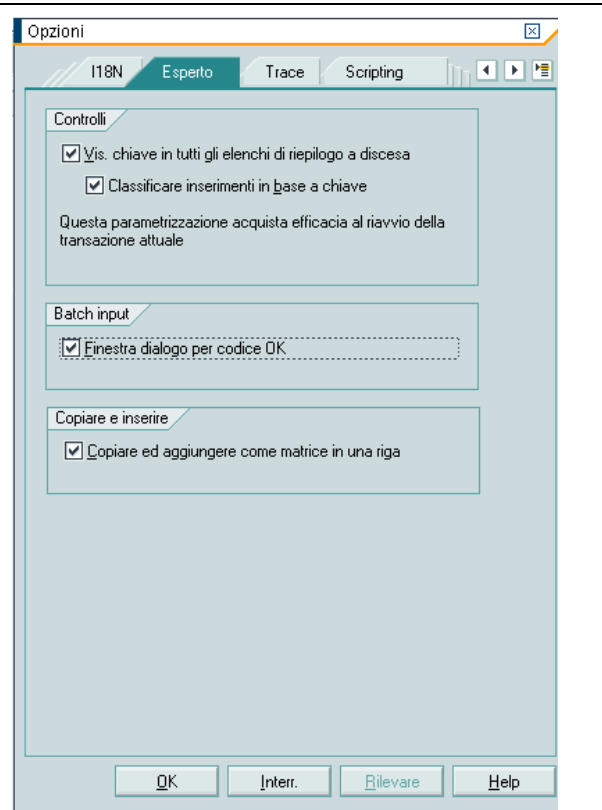 Opzioni
I18N Esperto Trace Scripting
Controlli
Vis. chiave in tutti gli elenchi di riepilogo a discesa
Classificare inserimenti in base a chiave
Questa parametrizzazione acquista efficacia al riavvio della
transazione attuale
Batch input
Finestra dialogo per codice OK
Copiare e inserire
Copiare ed aggiungere come matrice in una riga
OK Interr. Rilevare Help